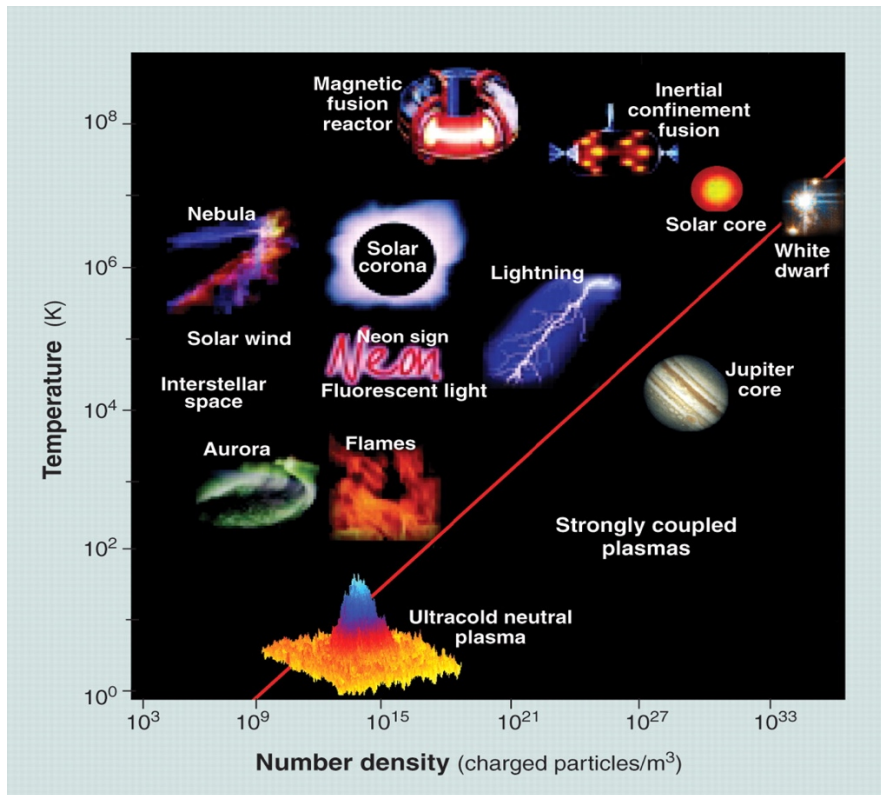 Magnetic
fusion
reactor
Inertial
confinement
fusion
10⁸
Solar core
White
dwarf
Nebula
Solar
corona
Lightning
10⁶
Solar wind
Neon sign
Neon
Fluorescent light
Interstellar
space
Jupiter
core
10⁴
Aurora
Flames
Strongly coupled
plasmas
10²
Ultracold neutral
plasma
10⁰
Temperature (K)
10³ 10⁹ 10¹⁵ 10²¹ 10²⁷ 10³³
Number density (charged particles/m³)